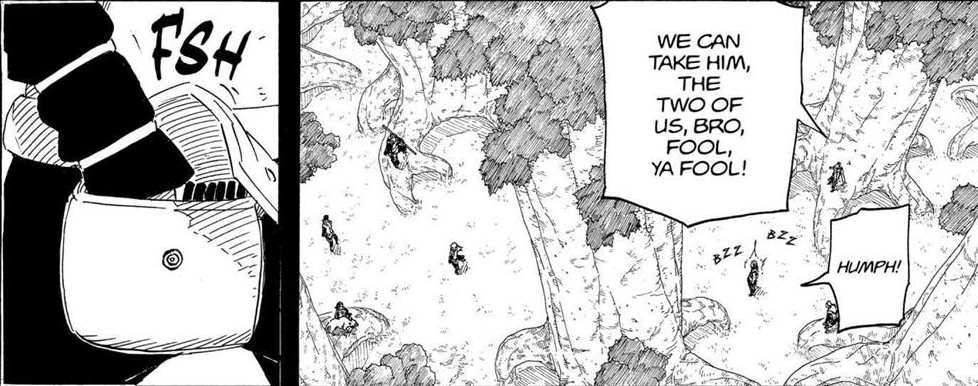 FSH
WE CAN
TAKE HIM,
THE
TWO OF
US, BRO,
FOOL,
YA FOOL!
BZZ
BZZ
HUMPH!